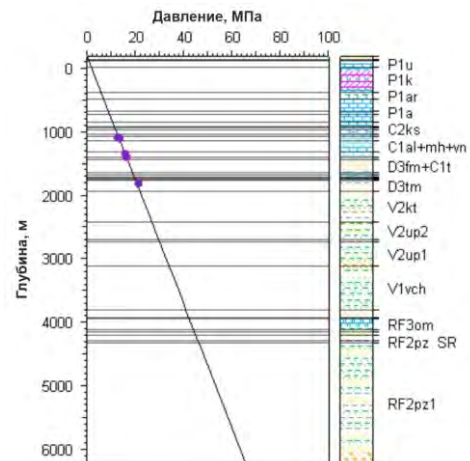 Давление, МПа
0 20 40 60 80 100
Глубина, м
0
1000
2000
3000
4000
5000
6000
P1u
P1k
P1ar
P1a
C2ks
C1al+mh+vn
D3fm+C1t
D3tm
V2kt
V2up2
V2up1
V1vch
RF3om
RF2pz SR
RF2pz1